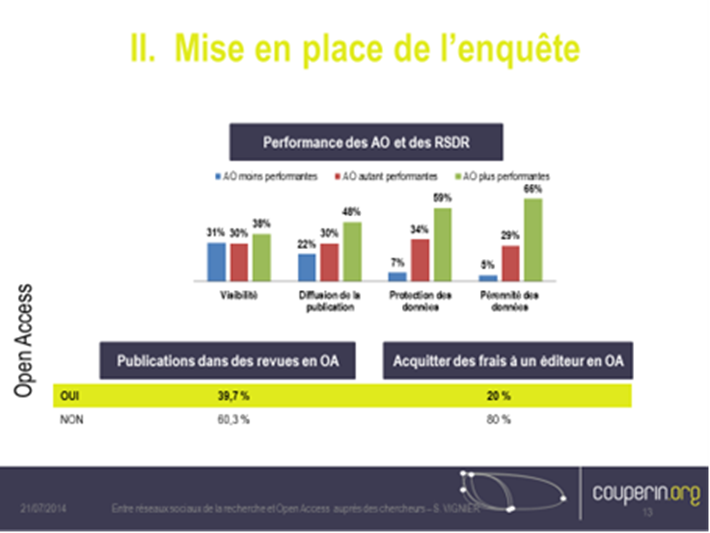 II. Mise en place de l’enquête
Performance des AO et des RSDR
AO moins performantes AO autant performantes AO plus performantes
31% 30% 38%
22% 30% 48%
7% 34% 59%
5% 29% 66%
Visibilité
Diffusion de la
publication
Protection des
données
Pérennité des
données
Open Access
Publications dans des revues en OA Acquitter des frais à un éditeur en OA
OUI 39,7 % 20 %
NON 60,3 % 80 %
21/07/2014 Entre réseaux sociaux de la recherche et Open Access auprès des chercheurs – S. VIGNIER
couperin.org
13